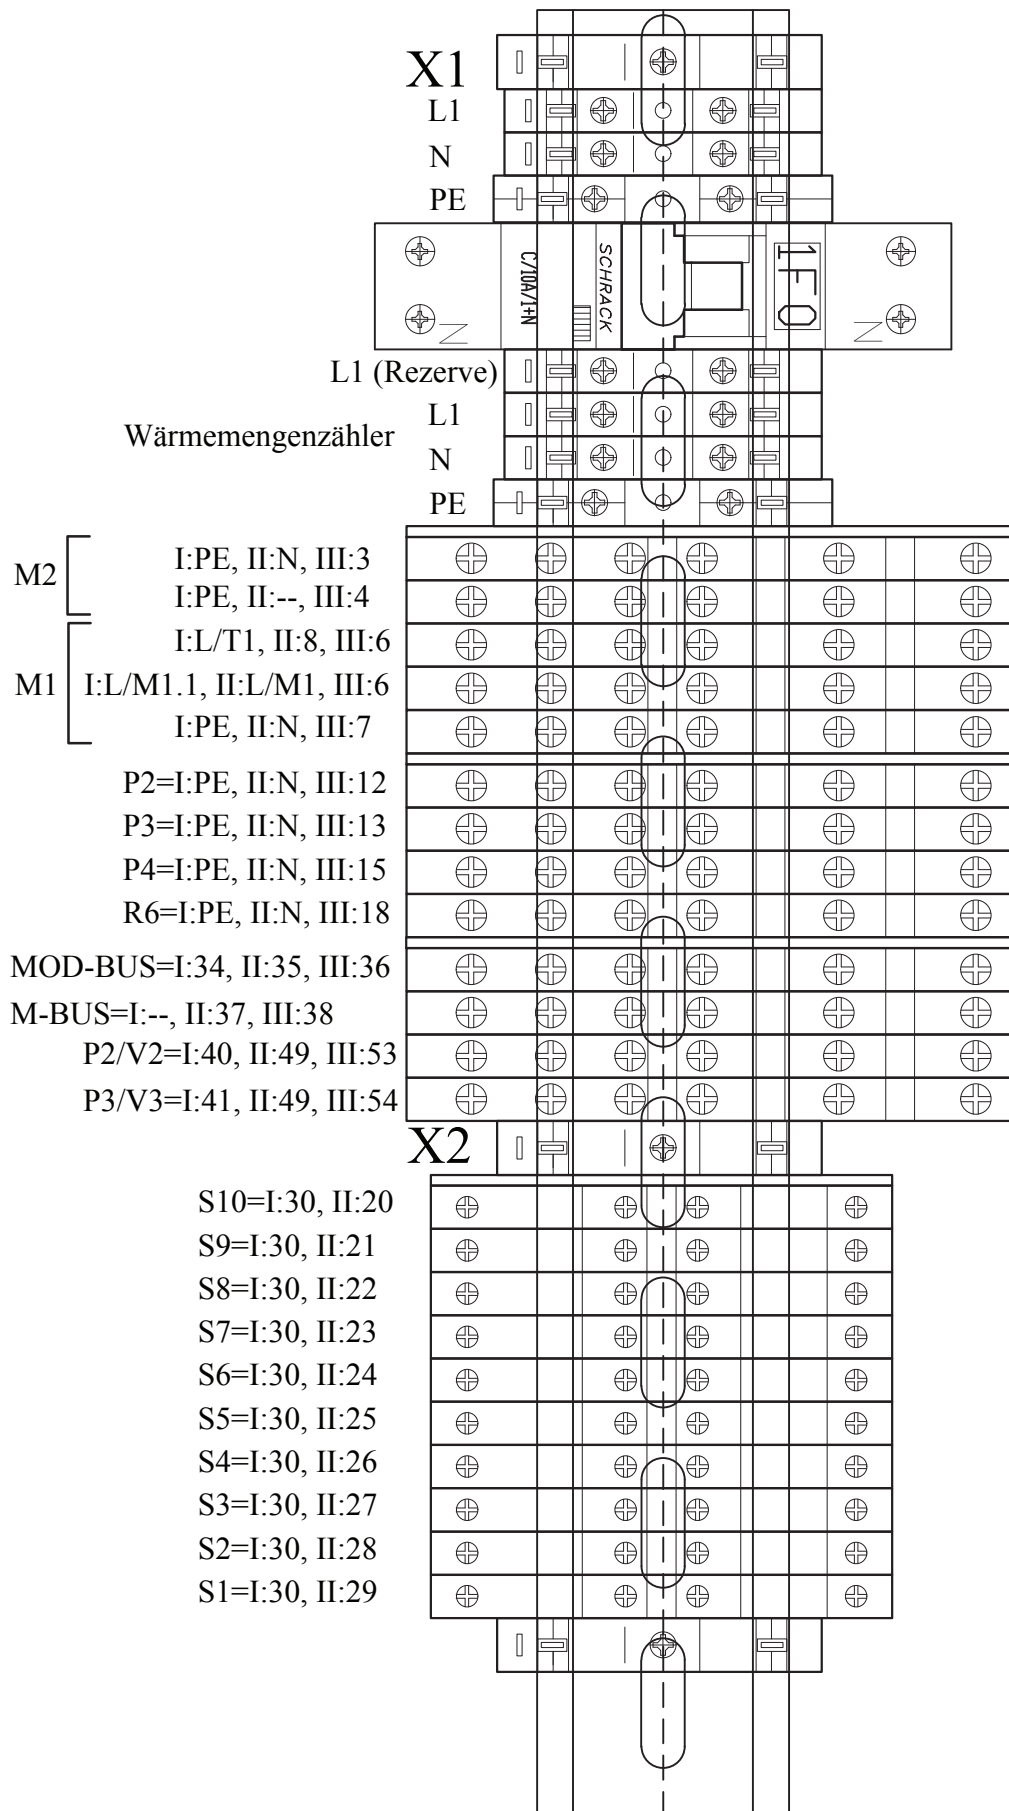 X1
L1
N
PE
C/10A/1+N
SCHRACK
1F0
N
N
L1 (Rezerve)
Wärmemengenzähler
L1
N
PE
M2
I:PE, II:N, III:3
I:PE, II:--, III:4
M1
I:L/T1, II:8, III:6
I:L/M1.1, II:L/M1, III:6
I:PE, II:N, III:7
P2=I:PE, II:N, III:12
P3=I:PE, II:N, III:13
P4=I:PE, II:N, III:15
R6=I:PE, II:N, III:18
MOD-BUS=I:34, II:35, III:36
M-BUS=I:--, II:37, III:38
P2/V2=I:40, II:49, III:53
P3/V3=I:41, II:49, III:54
X2
S10=I:30, II:20
S9=I:30, II:21
S8=I:30, II:22
S7=I:30, II:23
S6=I:30, II:24
S5=I:30, II:25
S4=I:30, II:26
S3=I:30, II:27
S2=I:30, II:28
S1=I:30, II:29